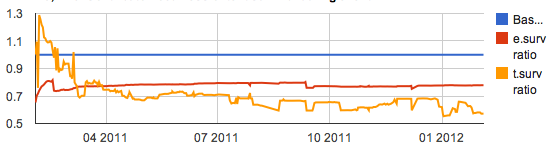 1.3
1.1
0.9
0.7
0.5
04 2011
07 2011
10 2011
01 2012
Bas...
e.surv
ratio
t.surv
ratio